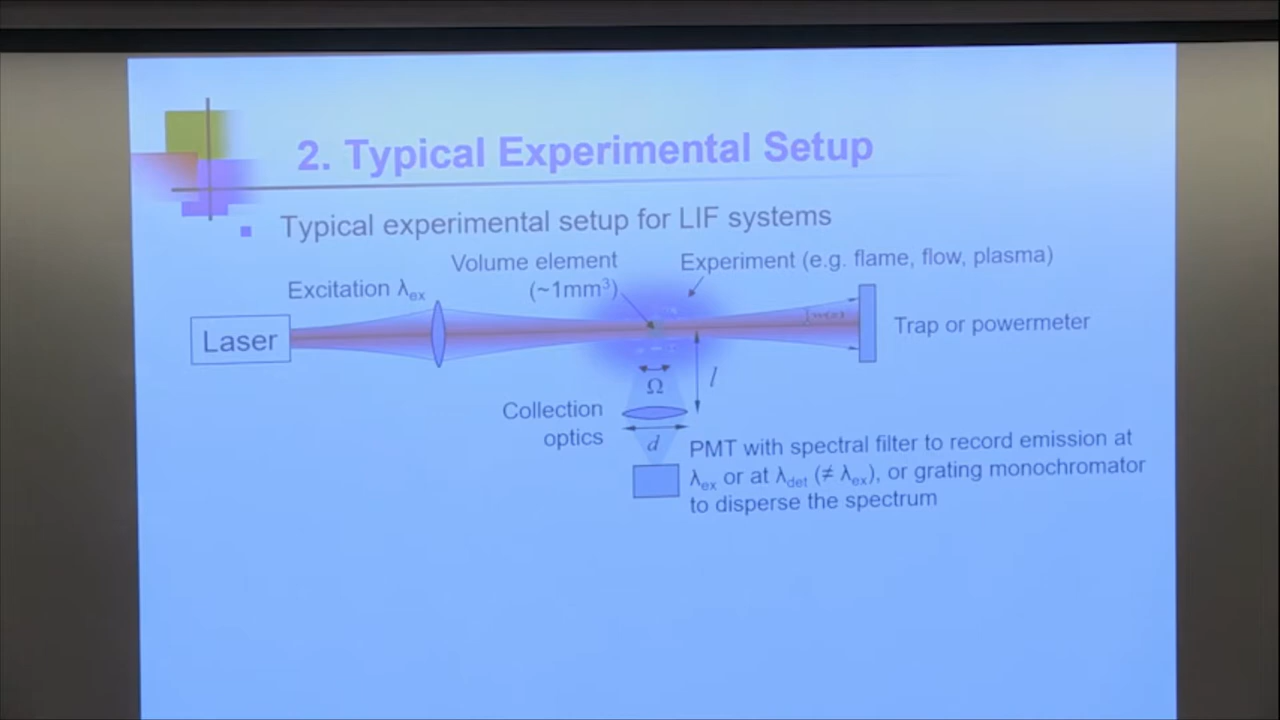 2. Typical Experimental Setup
Typical experimental setup for LIF systems
Volume element
(~1mm³)
Experiment (e.g. flame, flow, plasma)
Excitation λex
Laser
w(z)
Trap or powermeter
Ω
l
Collection
optics
d
PMT with spectral filter to record emission at
λex or at λdet (≠ λex), or grating monochromator
to disperse the spectrum